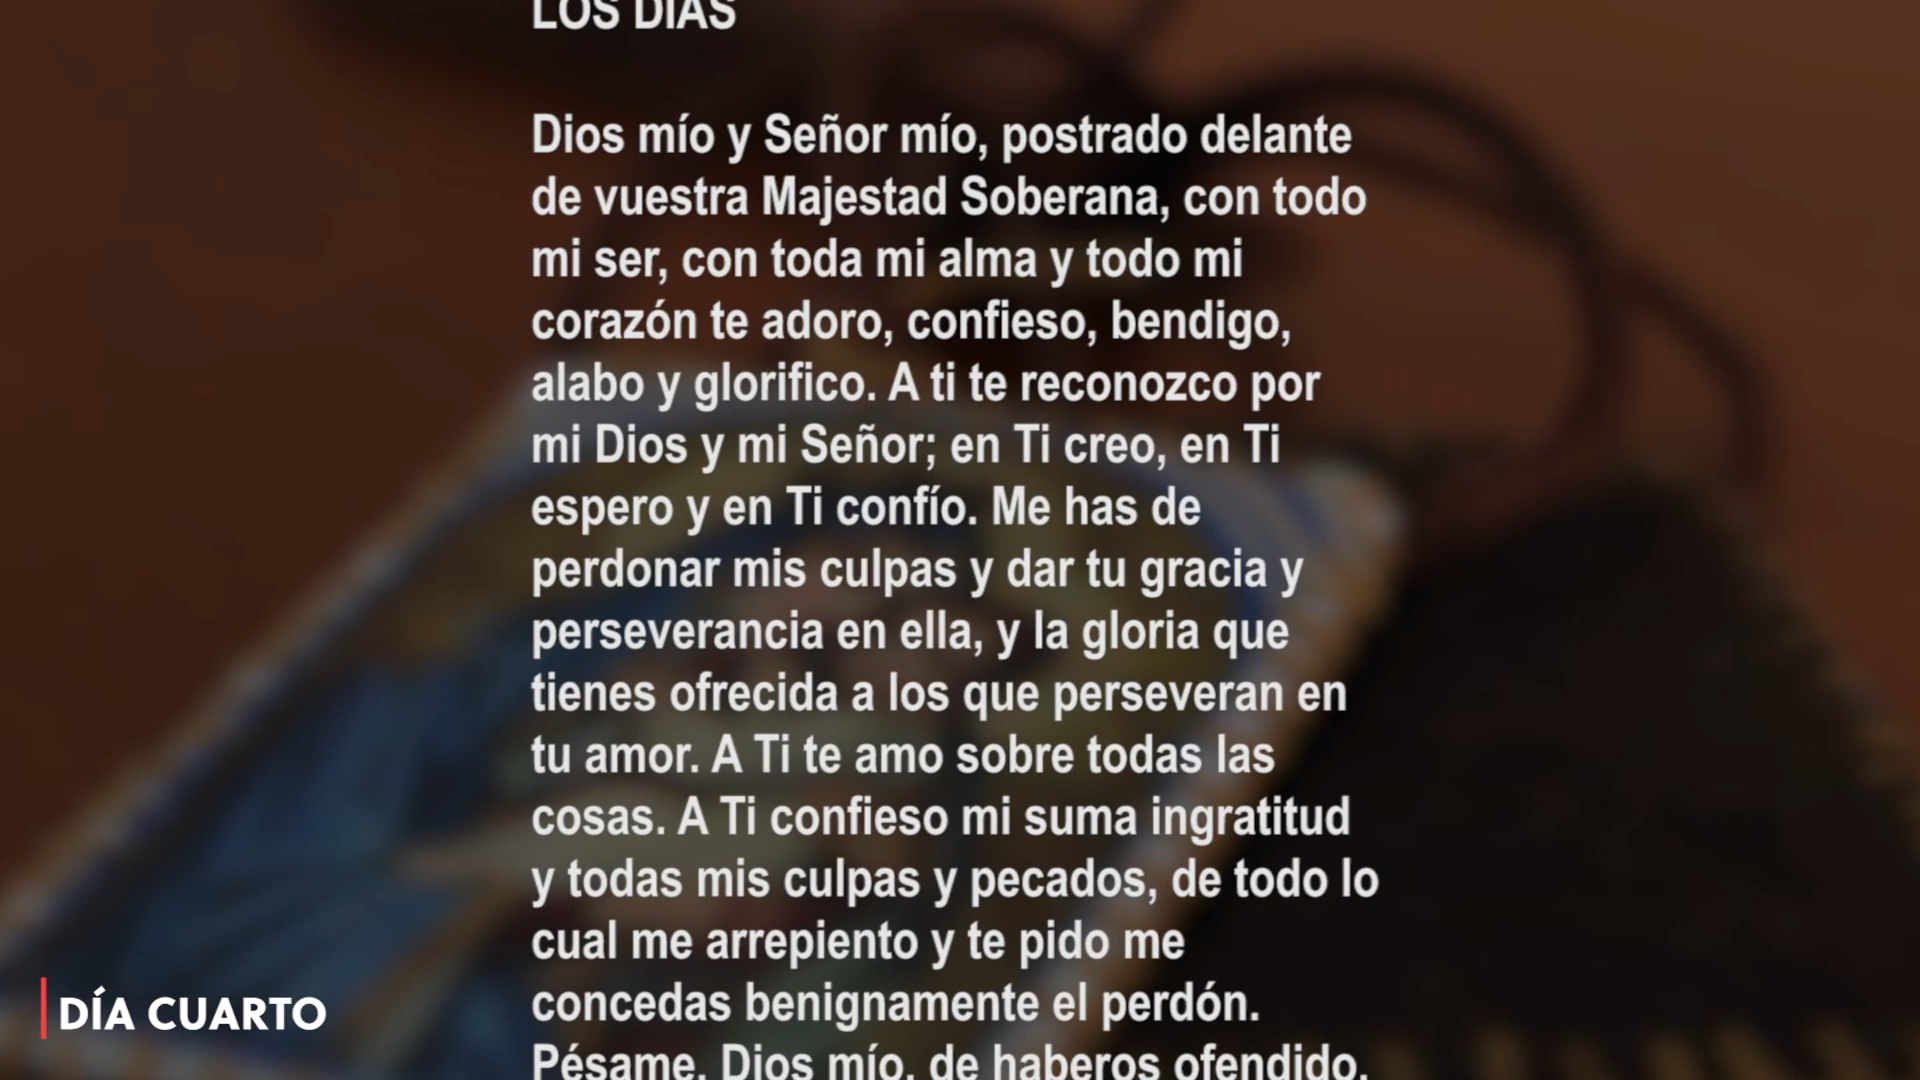 LOS DÍAS
Dios mío y Señor mío, postrado delante
de vuestra Majestad Soberana, con todo
mi ser, con toda mi alma y todo mi
corazón te adoro, confieso, bendigo,
alabo y glorifico. A ti te reconozco por
mi Dios y mi Señor; en Ti creo, en Ti
espero y en Ti confío. Me has de
perdonar mis culpas y dar tu gracia y
perseverancia en ella, y la gloria que
tienes ofrecida a los que perseveran en
tu amor. A Ti te amo sobre todas las
cosas. A Ti confieso mi suma ingratitud
y todas mis culpas y pecados, de todo lo
cual me arrepiento y te pido me
concedas benignamente el perdón.
Pésame, Dios mío, de haberos ofendido,
DÍA CUARTO